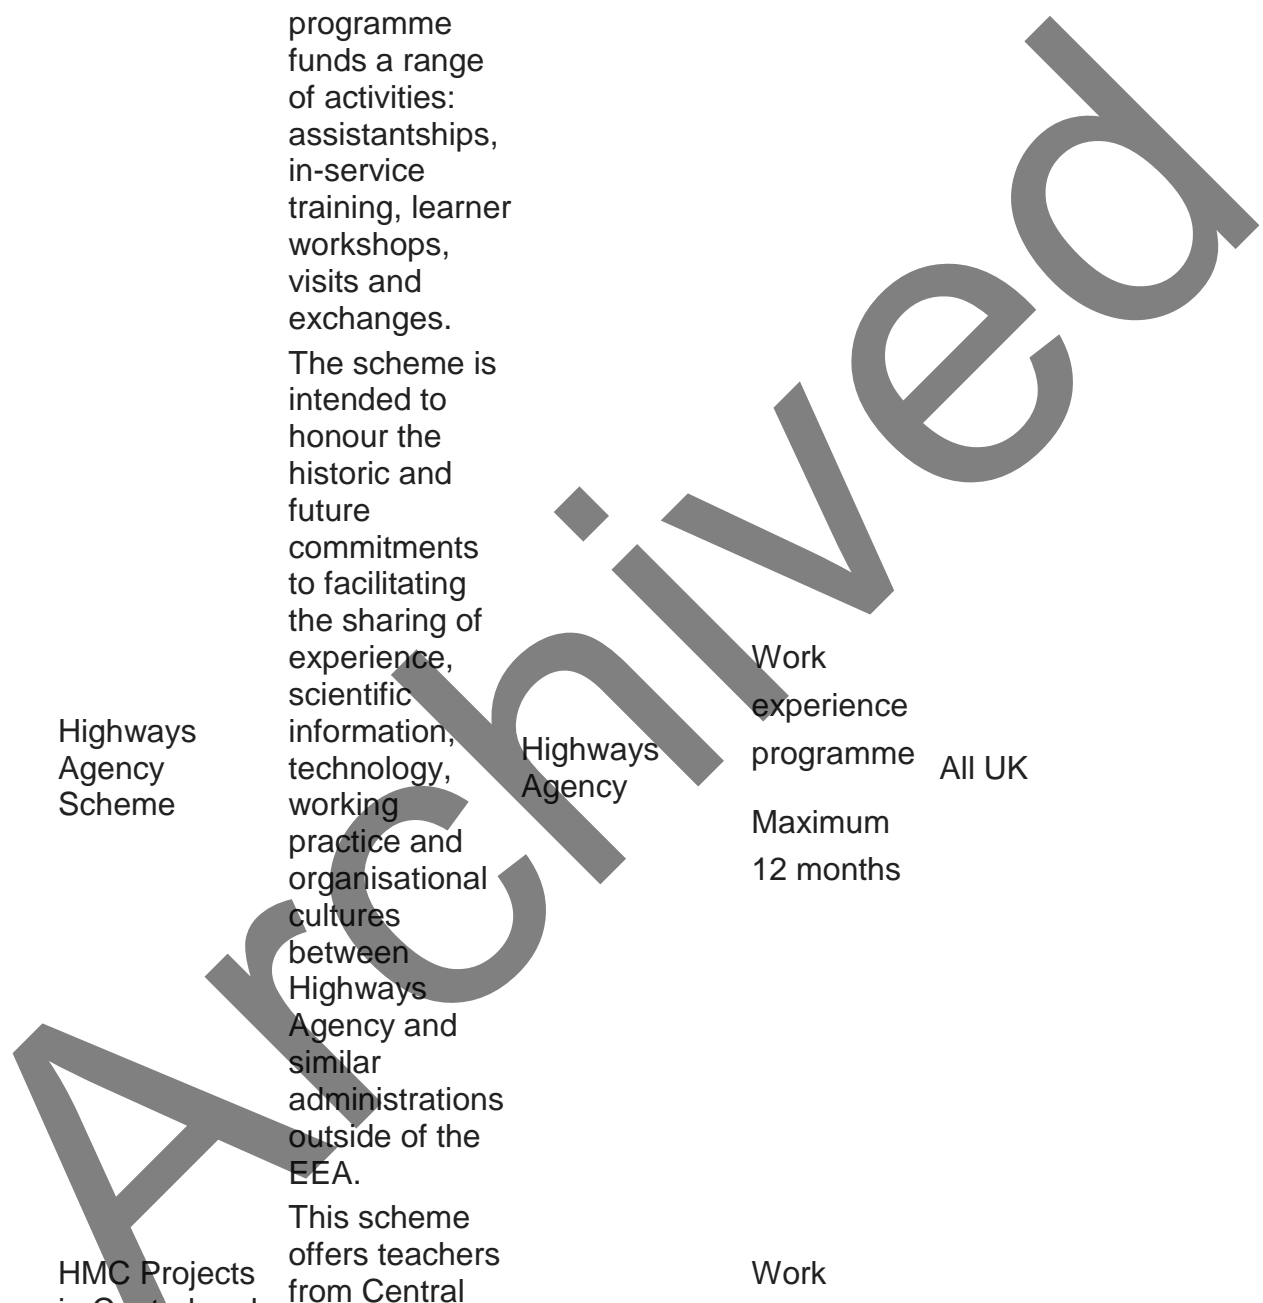 programme
funds a range
of activities:
assistantships,
in-service
training, learner
workshops,
visits and
exchanges.
Highways
Agency
Scheme
The scheme is
intended to
honour the
historic and
future
commitments
to facilitating
the sharing of
experience,
scientific
information,
technology,
working
practice and
organisational
cultures
between
Highways
Agency and
similar
administrations
outside of the
EEA.
Highways
Agency
Work
experience
programme
Maximum
12 months
All UK
HMC Projects
This scheme
offers teachers
from Central
Work
Archived